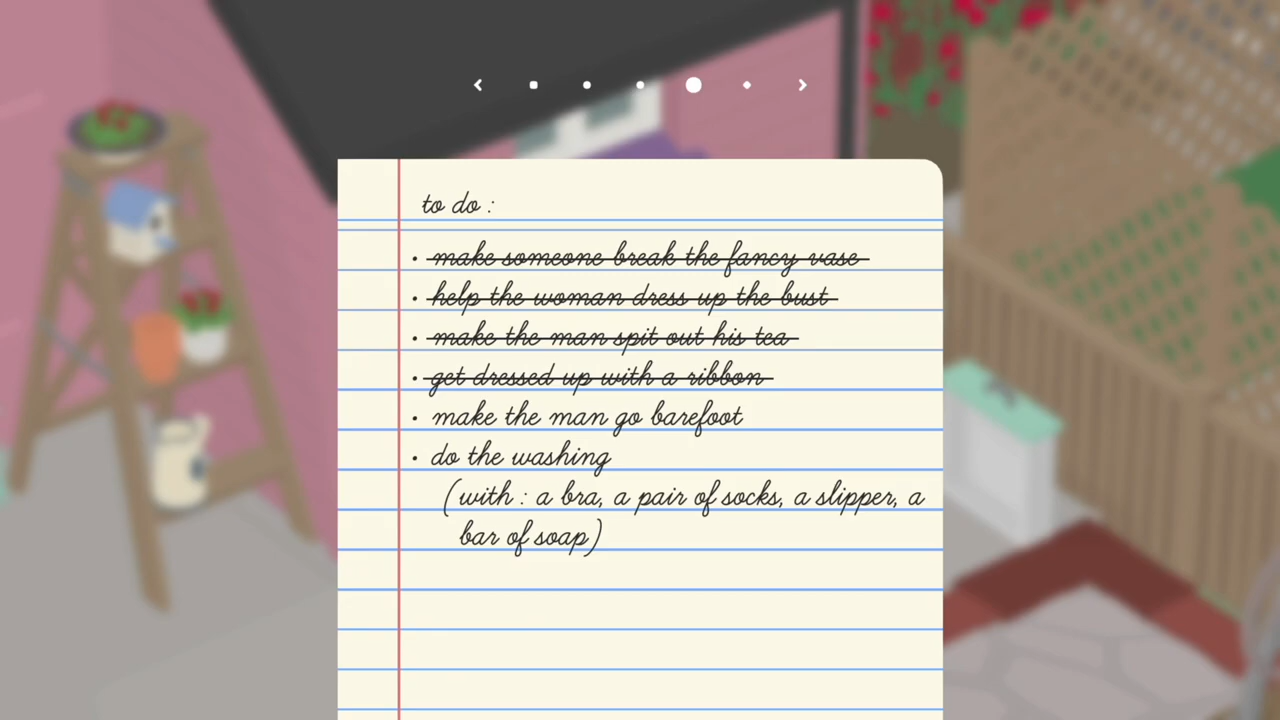 to do :
• make someone break the fancy vase
• help the woman dress up the bust
• make the man spit out his tea
• get dressed up with a ribbon
• make the man go barefoot
• do the washing
(with : a bra, a pair of socks, a slipper, a
bar of soap)